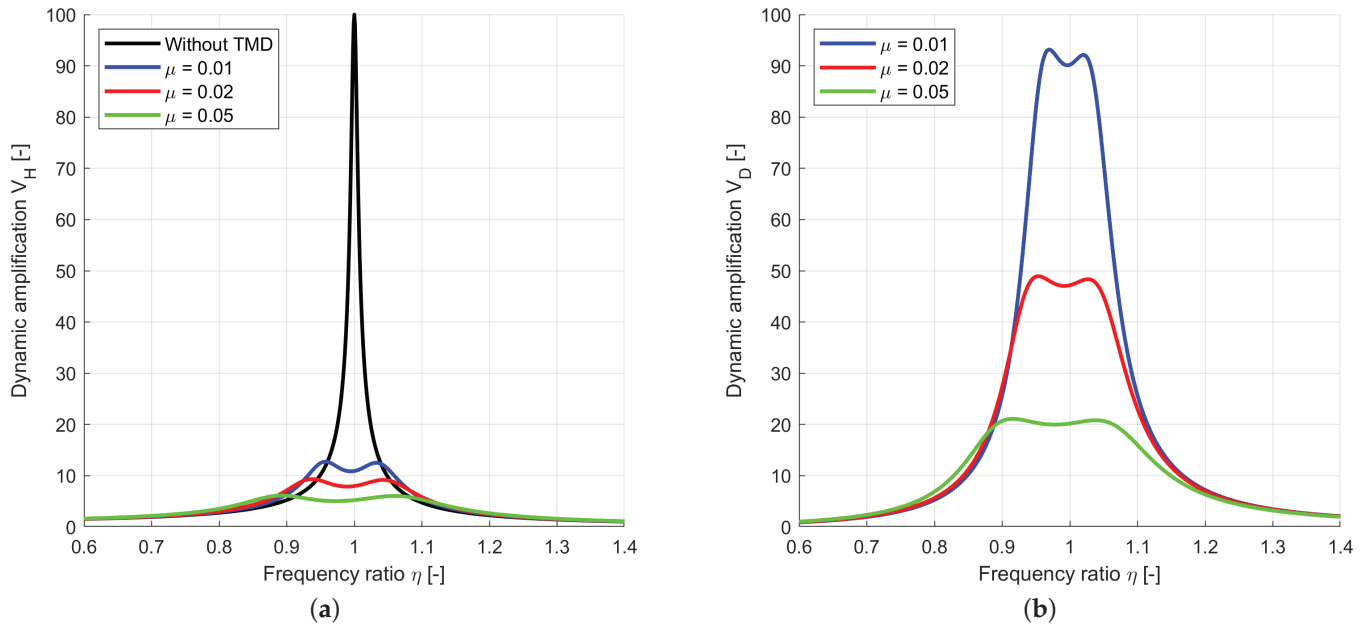 100
90
80
70
60
50
40
30
20
10
0
Dynamic amplification V_H [-]
Without TMD
μ = 0.01
μ = 0.02
μ = 0.05
0.6 0.7 0.8 0.9 1 1.1 1.2 1.3 1.4
Frequency ratio η [-]
(a)
100
90
80
70
60
50
40
30
20
10
0
Dynamic amplification V_D [-]
μ = 0.01
μ = 0.02
μ = 0.05
0.6 0.7 0.8 0.9 1 1.1 1.2 1.3 1.4
Frequency ratio η [-]
(b)